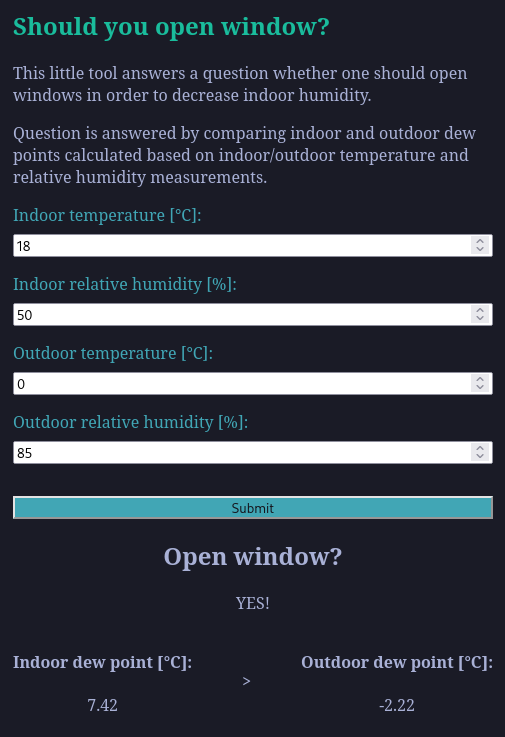 Should you open window?
This little tool answers a question whether one should open
windows in order to decrease indoor humidity.
Question is answered by comparing indoor and outdoor dew
points calculated based on indoor/outdoor temperature and
relative humidity measurements.
Indoor temperature [°C]:
18
Indoor relative humidity [%]:
50
Outdoor temperature [°C]:
0
Outdoor relative humidity [%]:
85
Submit
Open window?
YES!
Indoor dew point [°C]: Outdoor dew point [°C]:
>
7.42 -2.22